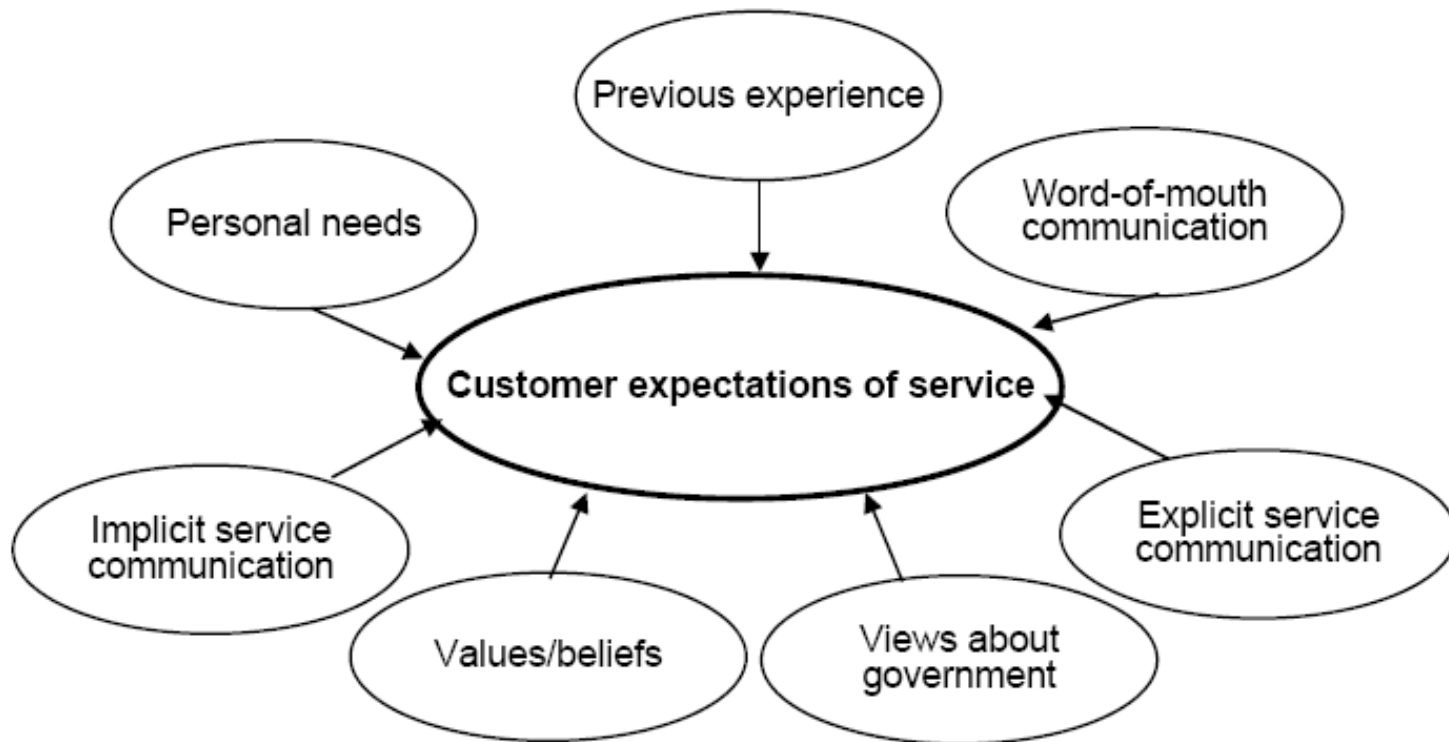 Previous experience
Personal needs
Word-of-mouth
communication
Customer expectations of service
Implicit service
communication
Explicit service
communication
Values/beliefs
Views about
government